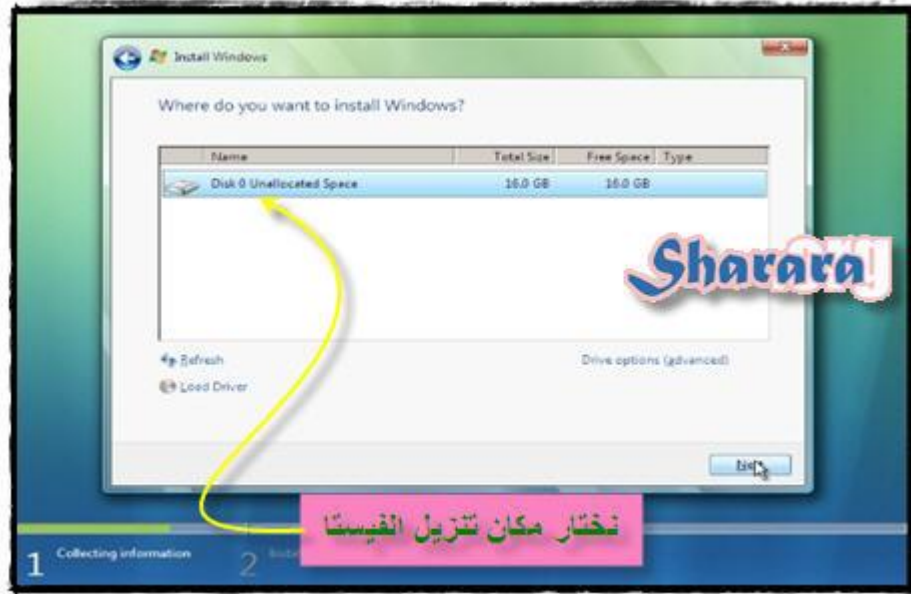 Install Windows
Where do you want to install Windows?
Name Total Size Free Space Type
Disk 0 Unallocated Space 16.0 GB 16.0 GB
Sharara
Refresh
Drive options (advanced)
Load Driver
Next
نختار مكان تنزيل الفيستا
1 Collecting information
2